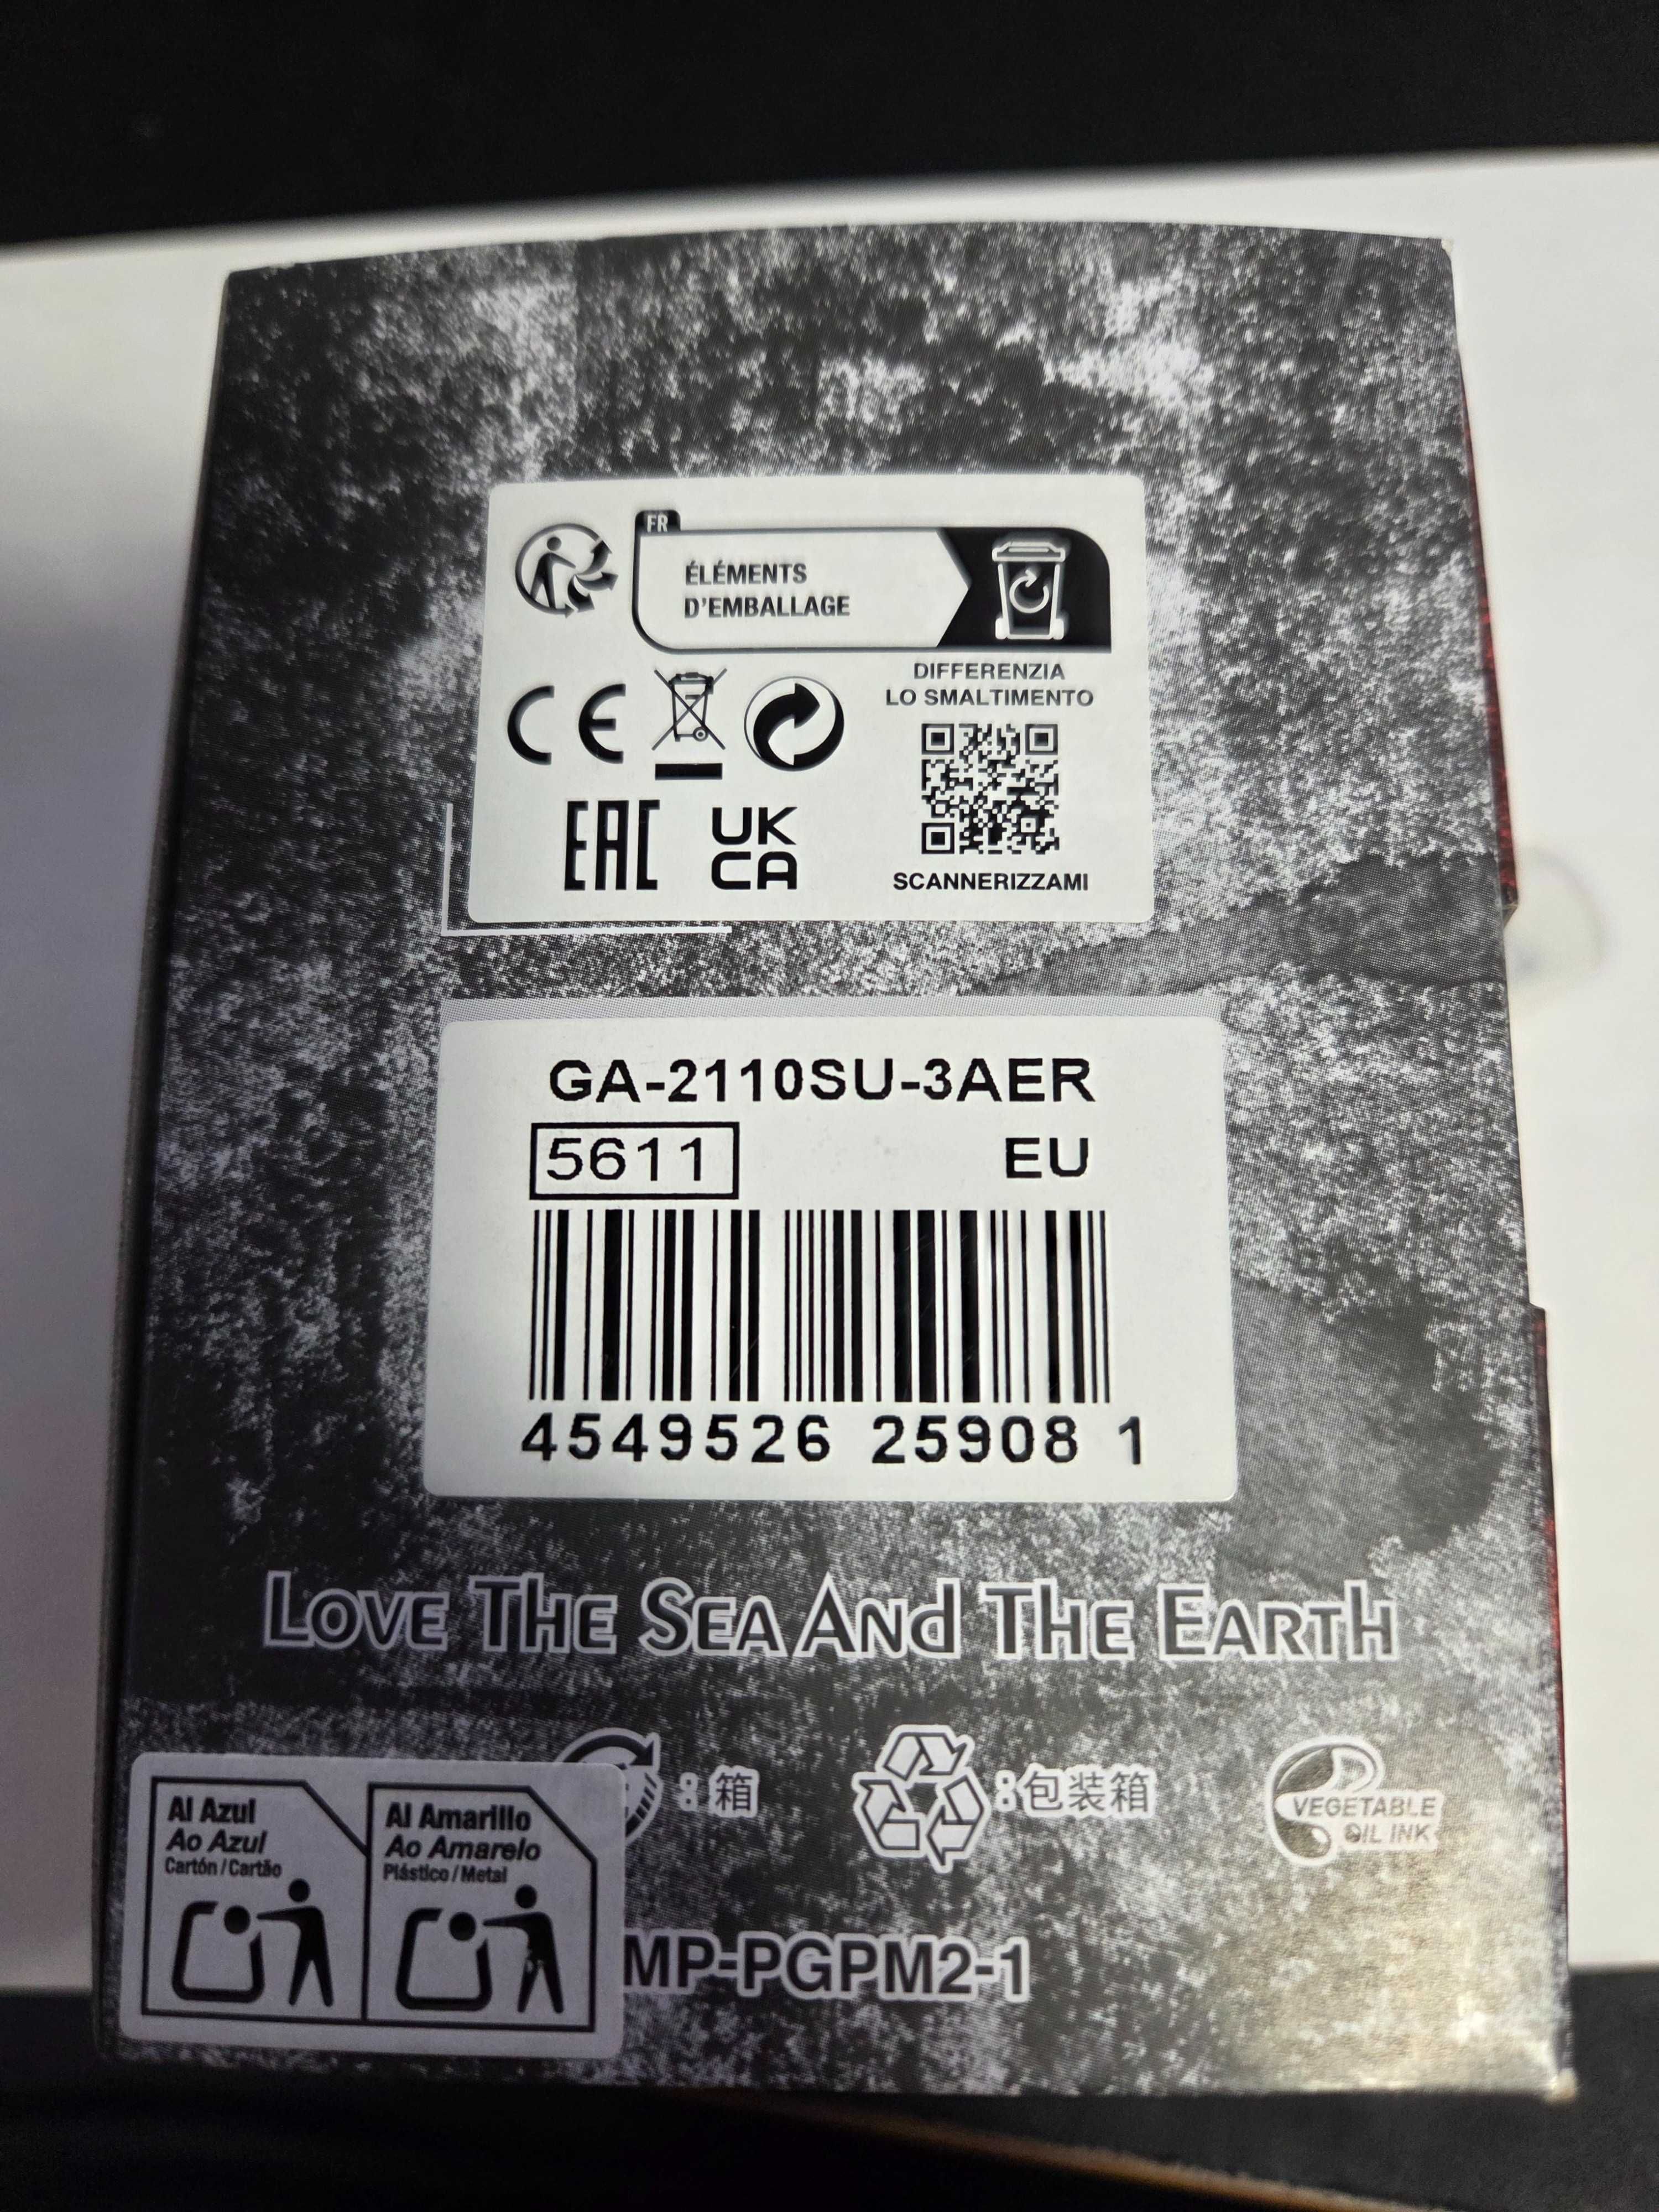 FR
ÉLÉMENTS
D'EMBALLAGE
DIFFERENZIA
LO SMALTIMENTO
CE
EAC
UK
CA
SCANNERIZZAMI
GA-2110SU-3AER
5611
EU
4549526 25908 1
LOVE THE SEA AND THE EARTH
:箱
:包装箱
VEGETABLE
OIL INK
Al Azul
Ao Azul
Cartón/Cartão
Al Amarillo
Ao Amarelo
Plástico/Metal
MP-PGPM2-1